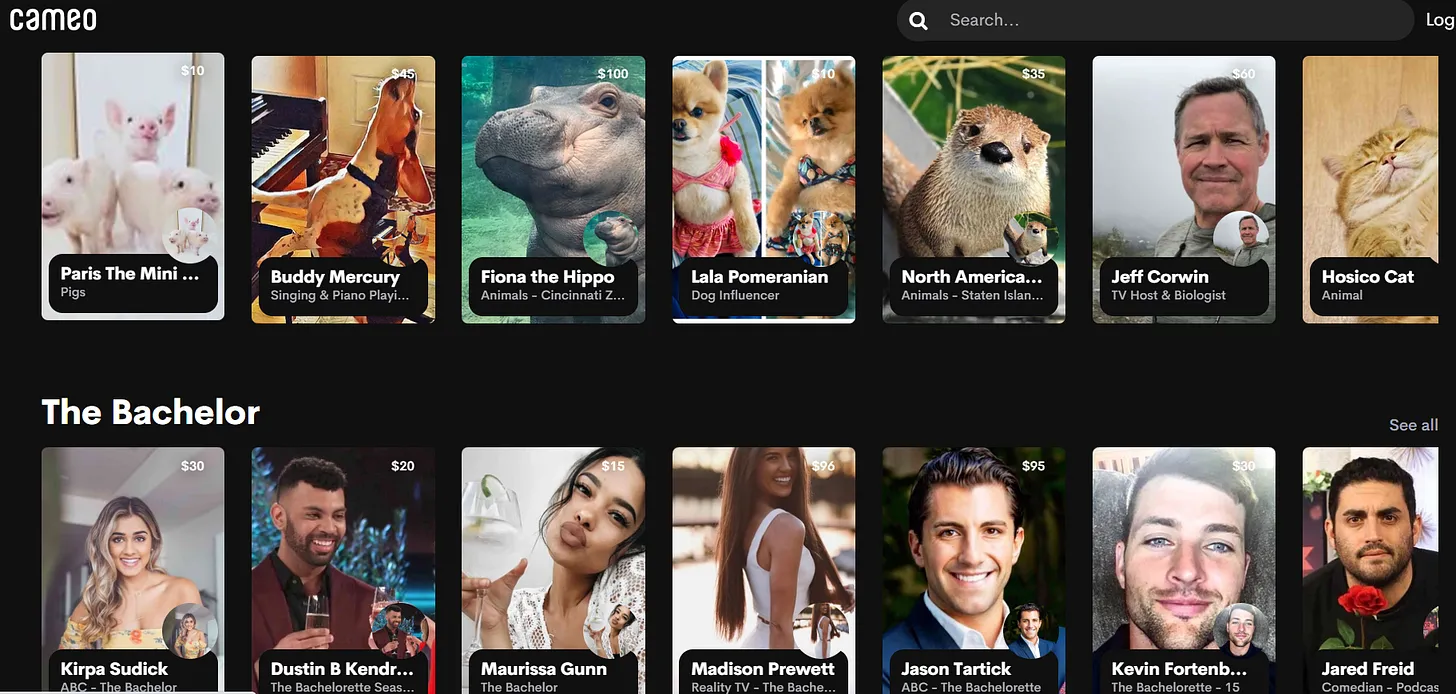 cameo
Search...
Log
$10
Paris The Mini ...
Pigs
$45
Buddy Mercury
Singing & Piano Playi...
$100
Fiona the Hippo
Animals - Cincinnati Z...
$10
Lala Pomeranian
Dog Influencer
$35
North America...
Animals - Staten Islan...
$60
Jeff Corwin
TV Host & Biologist
Hosico Cat
Animal
The Bachelor
See all
$30
Kirpa Sudick
ABC - The Bachelor
$20
Dustin B Kendr...
The Bachelorette Seas...
$15
Maurissa Gunn
The Bachelor
$96
Madison Prewett
Reality TV - The Bache...
$95
Jason Tartick
ABC - The Bachelorette
$30
Kevin Fortenb...
The Bachelorette - 15
Jared Freid
Comedian - Podcas